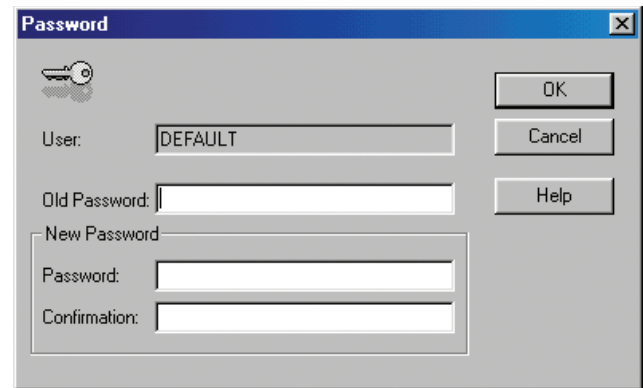 Password
OK
User: DEFAULT
Cancel
Old Password:
Help
New Password
Password:
Confirmation: